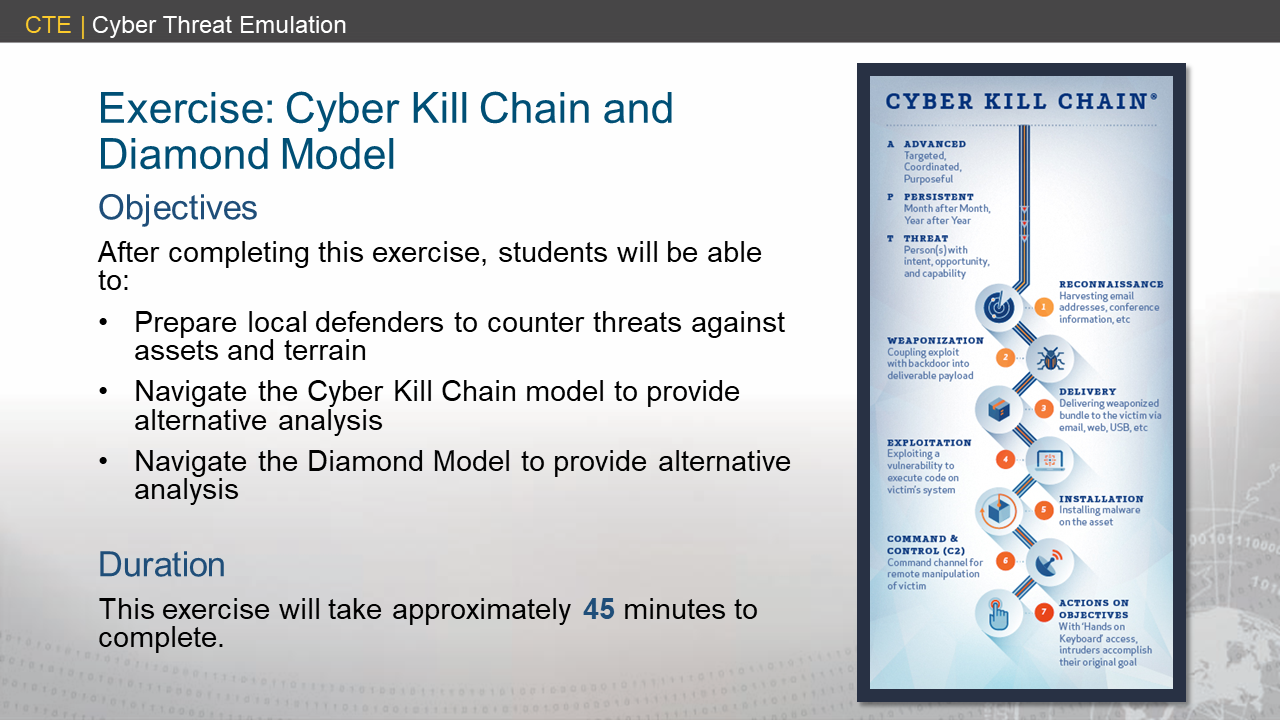 CTE | Cyber Threat Emulation
Exercise: Cyber Kill Chain and
Diamond Model
Objectives
After completing this exercise, students will be able
to:
• Prepare local defenders to counter threats against
assets and terrain
• Navigate the Cyber Kill Chain model to provide
alternative analysis
• Navigate the Diamond Model to provide alternative
analysis
Duration
This exercise will take approximately 45 minutes to
complete.
CYBER KILL CHAIN®
A ADVANCED
Targeted,
Coordinated,
Purposeful
P PERSISTENT
Month after Month,
Year after Year
T THREAT
Person(s) with
intent, opportunity,
and capability
1
RECONNAISSANCE
Harvesting email
addresses, conference
information, etc
WEAPONIZATION
Coupling exploit
with backdoor into
deliverable payload
2
3
DELIVERY
Delivering weaponized
bundle to the victim via
email, web, USB, etc
EXPLOITATION
Exploiting a
vulnerability to
execute code on
victim's system
4
5
INSTALLATION
Installing malware
on the asset
COMMAND &
CONTROL (C2)
Command channel for
remote manipulation
of victim
6
7
ACTIONS ON
OBJECTIVES
With 'Hands on
Keyboard' access,
intruders accomplish
their original goal